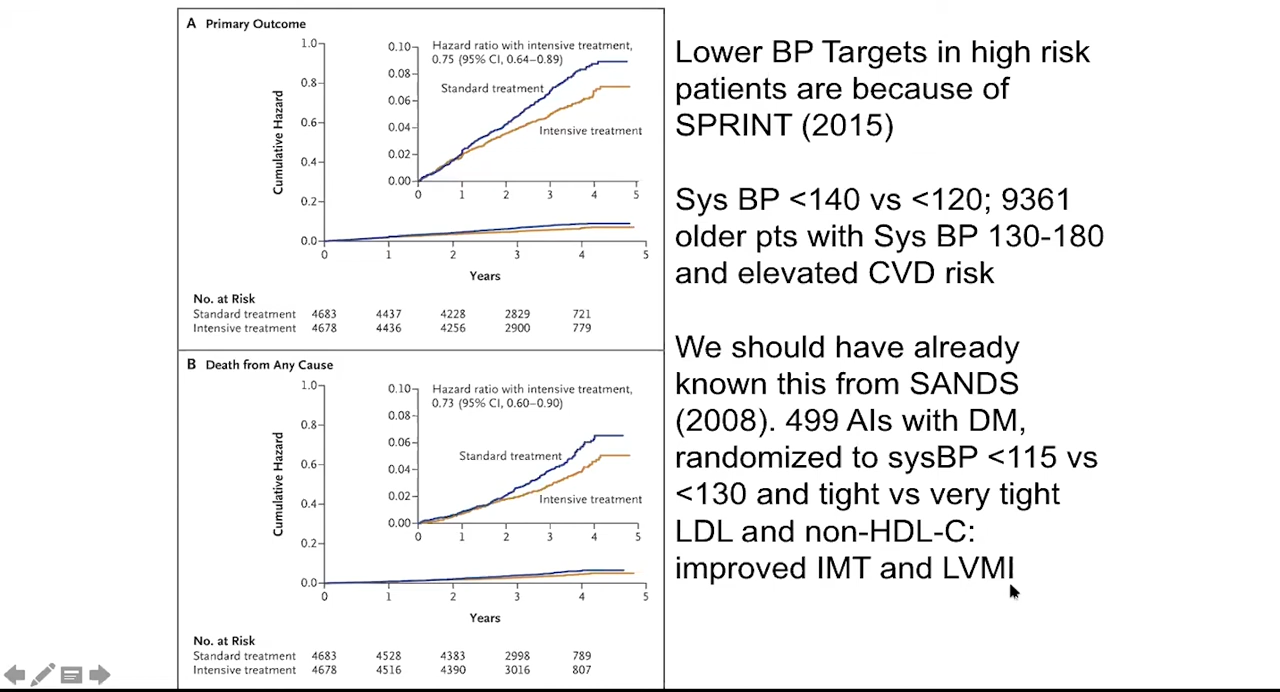 A Primary Outcome
Cumulative Hazard
1.0
0.8
0.6
0.4
0.2
0.0
0 1 2 3 4 5
Years
0.10
0.08
0.06
0.04
0.02
0.00
0 1 2 3 4 5
Hazard ratio with intensive treatment,
0.75 (95% CI, 0.64–0.89)
Standard treatment
Intensive treatment
No. at Risk
Standard treatment 4683 4437 4228 2829 721
Intensive treatment 4678 4436 4256 2900 779
B Death from Any Cause
Cumulative Hazard
1.0
0.8
0.6
0.4
0.2
0.0
0 1 2 3 4 5
Years
0.10
0.08
0.06
0.04
0.02
0.00
0 1 2 3 4 5
Hazard ratio with intensive treatment,
0.73 (95% CI, 0.60–0.90)
Standard treatment
Intensive treatment
No. at Risk
Standard treatment 4683 4528 4383 2998 789
Intensive treatment 4678 4516 4390 3016 807
Lower BP Targets in high risk
patients are because of
SPRINT (2015)
Sys BP <140 vs <120; 9361
older pts with Sys BP 130-180
and elevated CVD risk
We should have already
known this from SANDS
(2008). 499 AIs with DM,
randomized to sysBP <115 vs
<130 and tight vs very tight
LDL and non-HDL-C:
improved IMT and LVMI